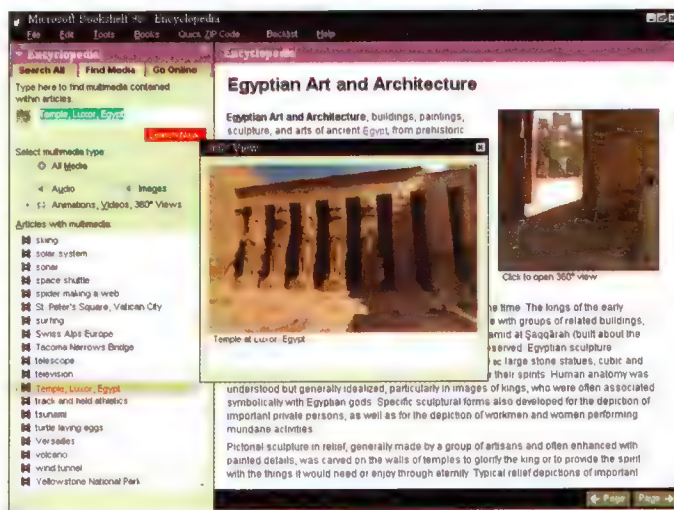 Microsoft Bookshelf Encyclopedia
File Edit Tools Books Quick ZIP Code Backlist Help
Encyclopedia
Search All Find Media Go Online
Type here to find multimedia contained
within articles.
Temple, Luxor, Egypt
Search Now
Select multimedia type
All Media
Audio Images
Animations, Videos, 360° Views
Articles with multimedia
skiing
solar system
sonar
space shuttle
spider making a web
St. Peter's Square, Vatican City
surfing
Swiss Alps Europe
Tacoma Narrows Bridge
telescope
television
Temple, Luxor, Egypt
track and field athletics
tsunami
turtle laying eggs
Versailles
volcano
wind tunnel
Yellowstone National Park
Encyclopedia
Egyptian Art and Architecture
Egyptian Art and Architecture, buildings, paintings,
sculpture, and arts of ancient Egypt, from prehistoric
View
Temple at Luxor, Egypt
Click to open 360° view
time. The kings of the early
with groups of related buildings,
at Şaqqārah (built about the
Egyptian sculpture
large stone statues, cubic and
their spirits. Human anatomy was
understood but generally idealized, particularly in images of kings, who were often associated
symbolically with Egyptian gods. Specific sculptural forms also developed for the depiction of
important private persons, as well as for the depiction of workmen and women performing
mundane activities.
Pictorial sculpture in relief, generally made by a group of artisans and often enhanced with
painted details, was carved on the walls of temples to glorify the king or to provide the spirit
with the things it would need or enjoy through eternity. Typical relief depictions of important
Page Page